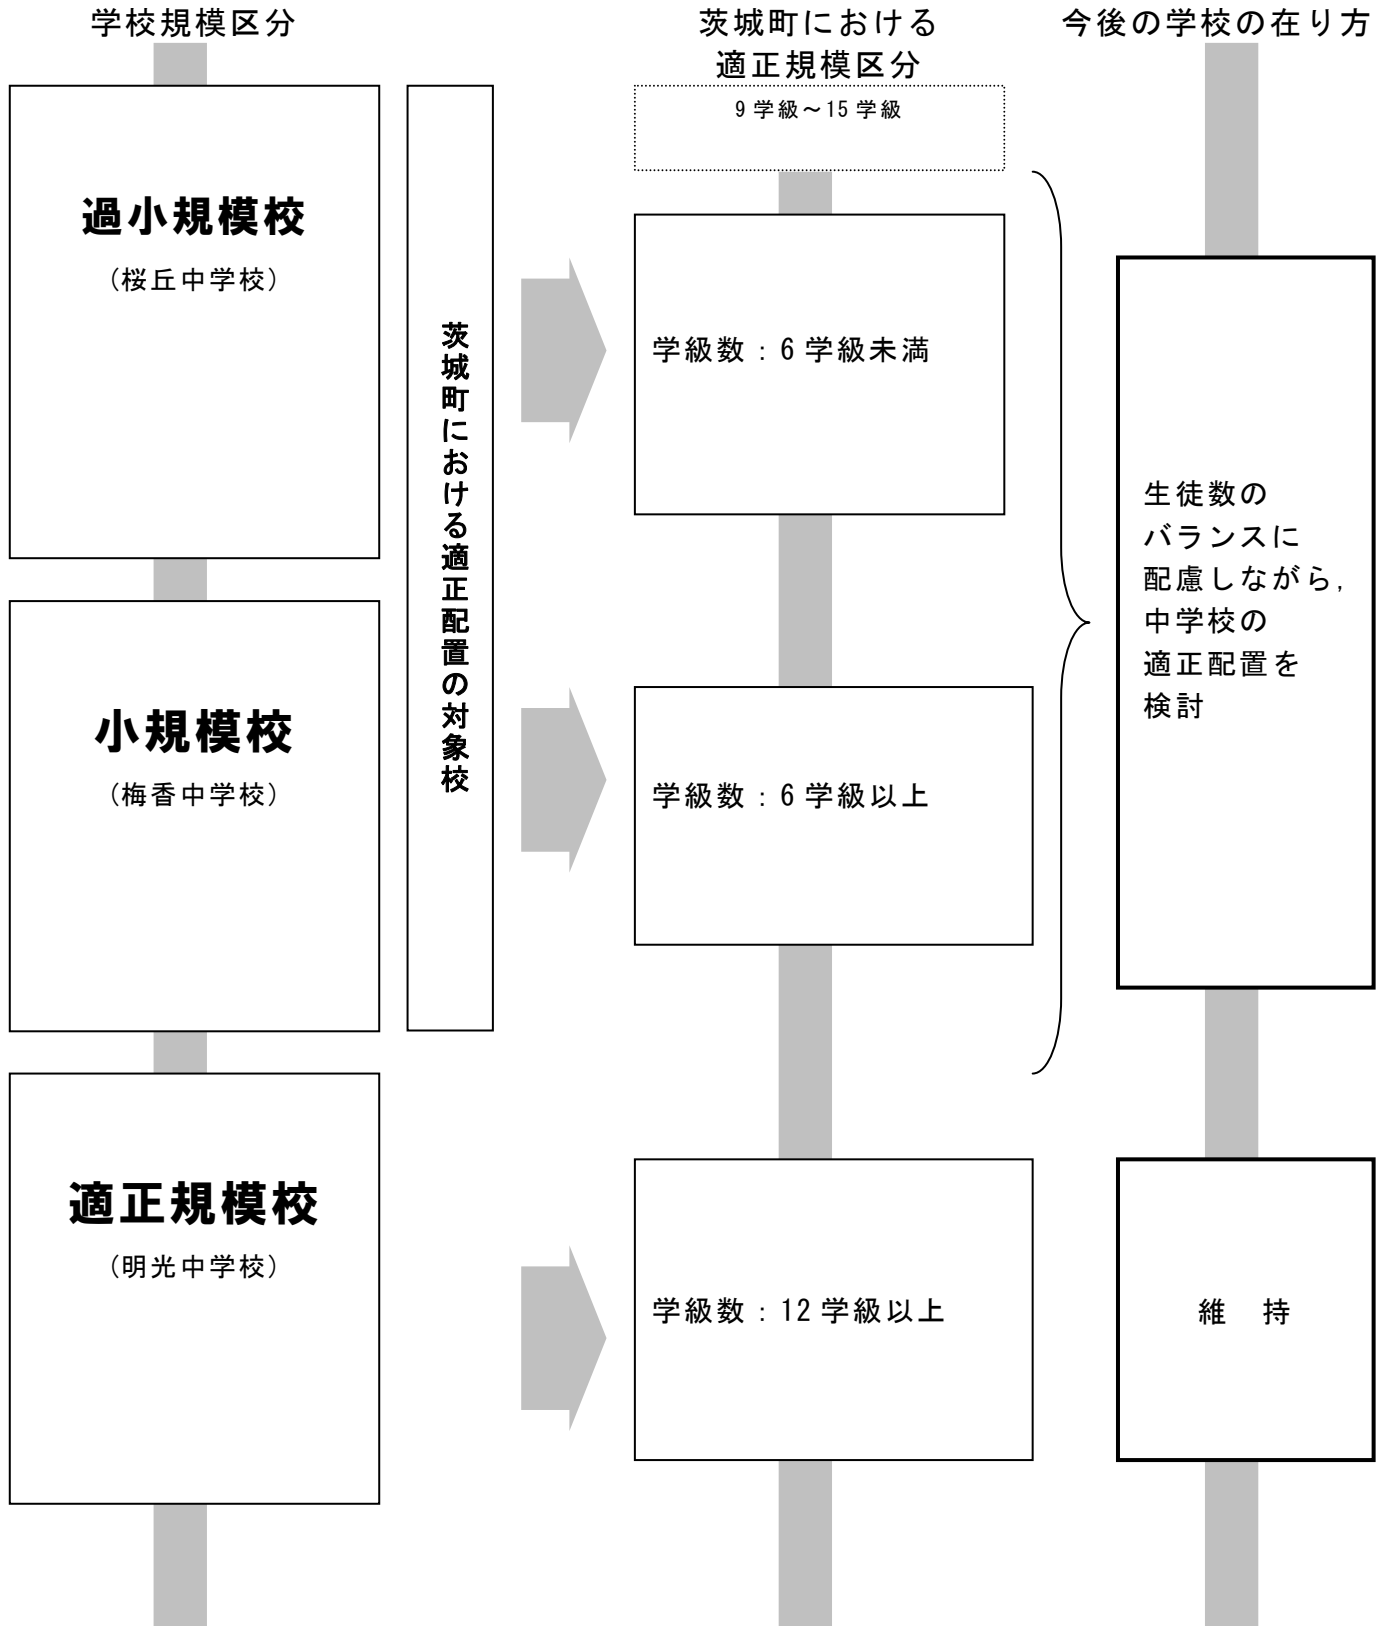 学校規模区分
茨城町における
適正規模区分
今後の学校の在り方
9 学級～15 学級
過小規模校
（桜丘中学校）
茨城町における適正配置の対象校
学級数：6 学級未満
生徒数の
バランスに
配慮しながら,
中学校の
適正配置を
検討
小規模校
（梅香中学校）
学級数：6 学級以上
適正規模校
（明光中学校）
学級数：12 学級以上
維　持